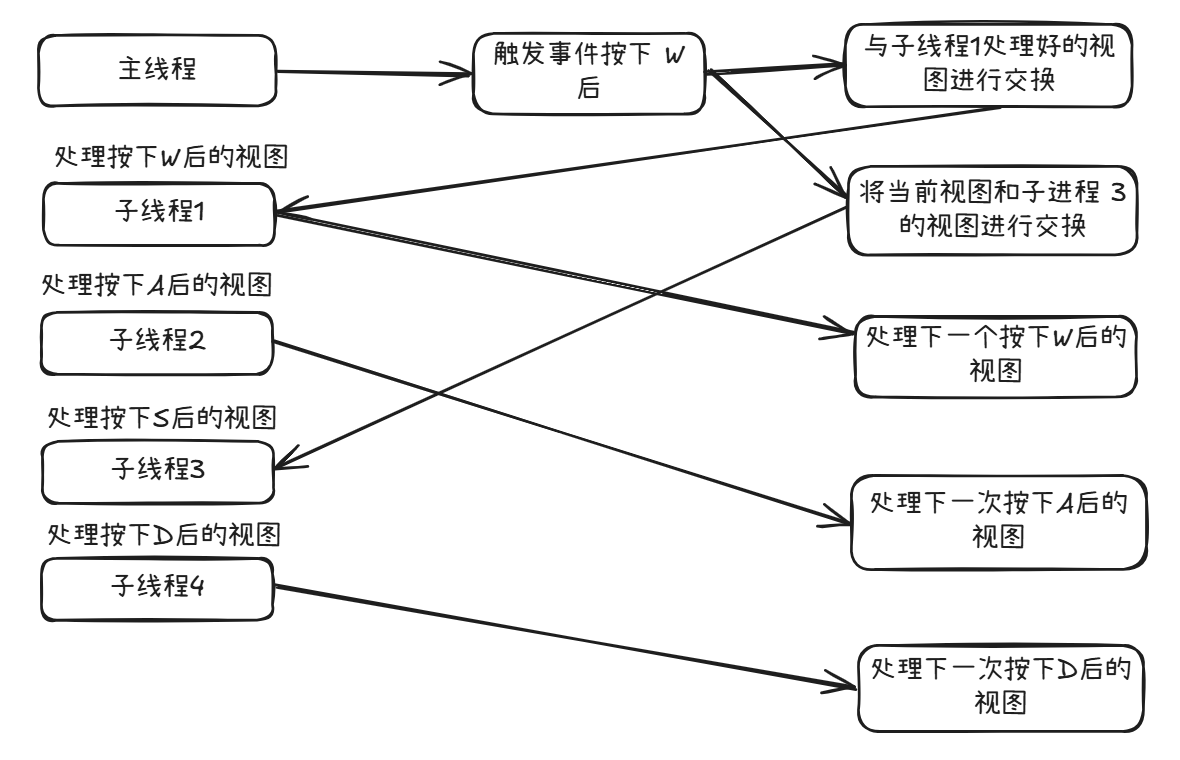 主线程
触发事件按下 W
后
与子线程1处理好的视
图进行交换
处理按下W后的视图
子线程1
将当前视图和子进程 3
的视图进行交换
处理按下A后的视图
子线程2
处理下一个按下W后的
视图
处理按下S后的视图
子线程3
处理下一次按下A后的
视图
处理按下D后的视图
子线程4
处理下一次按下D后的
视图